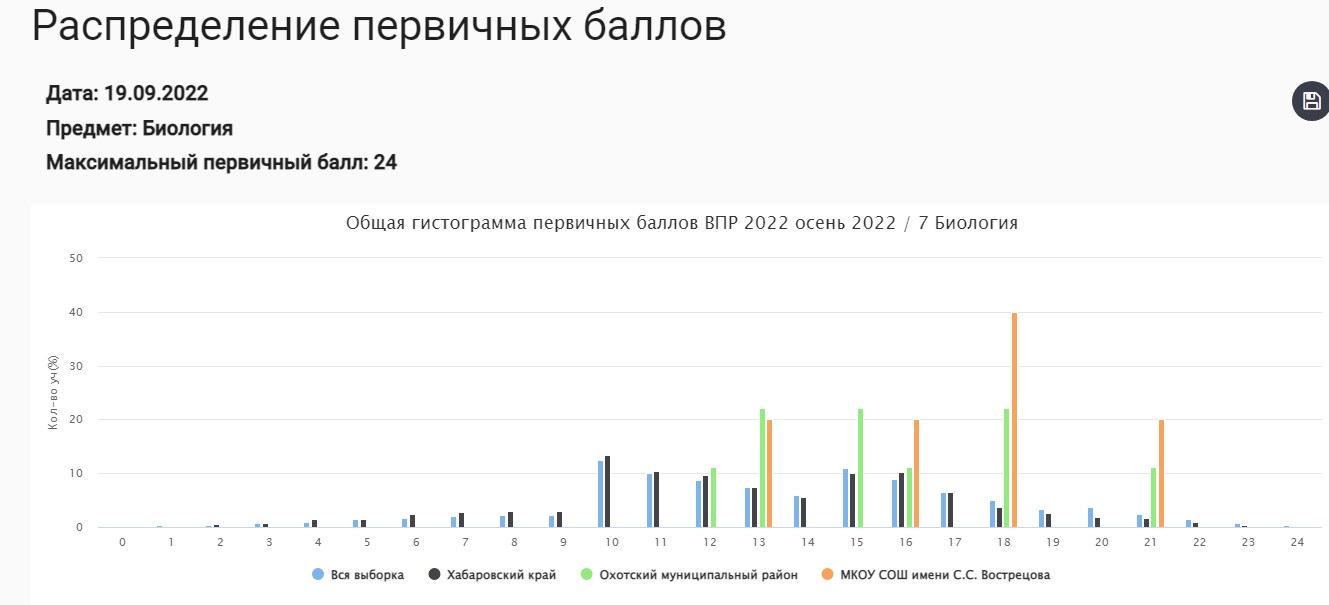 Распределение первичных баллов
Дата: 19.09.2022
Предмет: Биология
Максимальный первичный балл: 24
Общая гистограмма первичных баллов ВПР 2022 осень 2022 / 7 Биология
50
40
30
20
10
0
Кол-во уч(%)
0 1 2 3 4 5 6 7 8 9 10 11 12 13 14 15 16 17 18 19 20 21 22 23 24
Вся выборка Хабаровский край Охотский муниципальный район МКОУ СОШ имени С.С. Вострецова